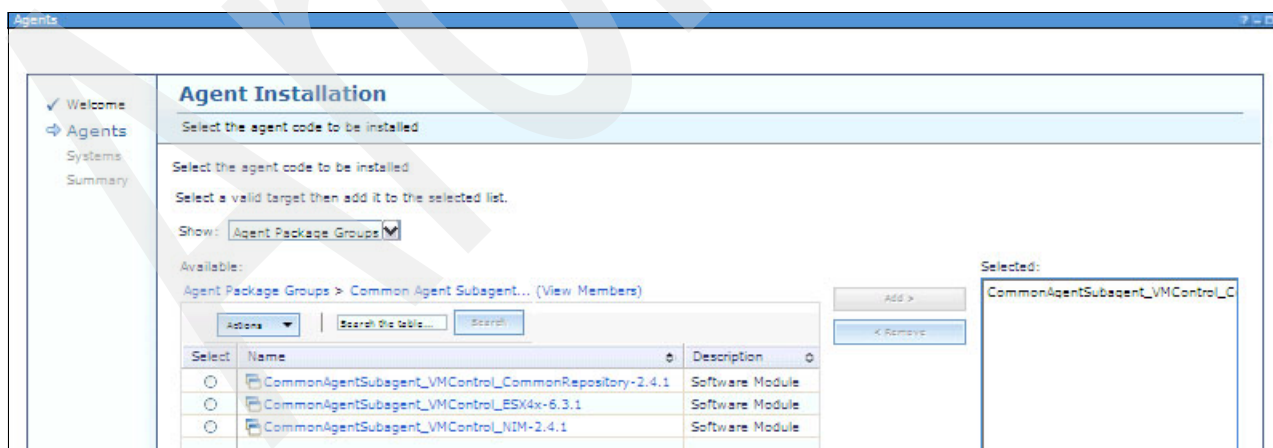 Agents
Welcome
Agents
Systems
Summary
Agent Installation
Select the agent code to be installed
Select the agent code to be installed
Select a valid target then add it to the selected list.
Show: Agent Package Groups
Available:
Agent Package Groups > Common Agent Subagent... (View Members)
Actions Search the table... Search
Select Name Description
CommonAgentSubagent_VMControl_CommonRepository-2.4.1 Software Module
CommonAgentSubagent_VMControl_ESX4x-6.3.1 Software Module
CommonAgentSubagent_VMControl_NIM-2.4.1 Software Module
Add >
< Remove
Selected:
CommonAgentSubagent_VMControl_C